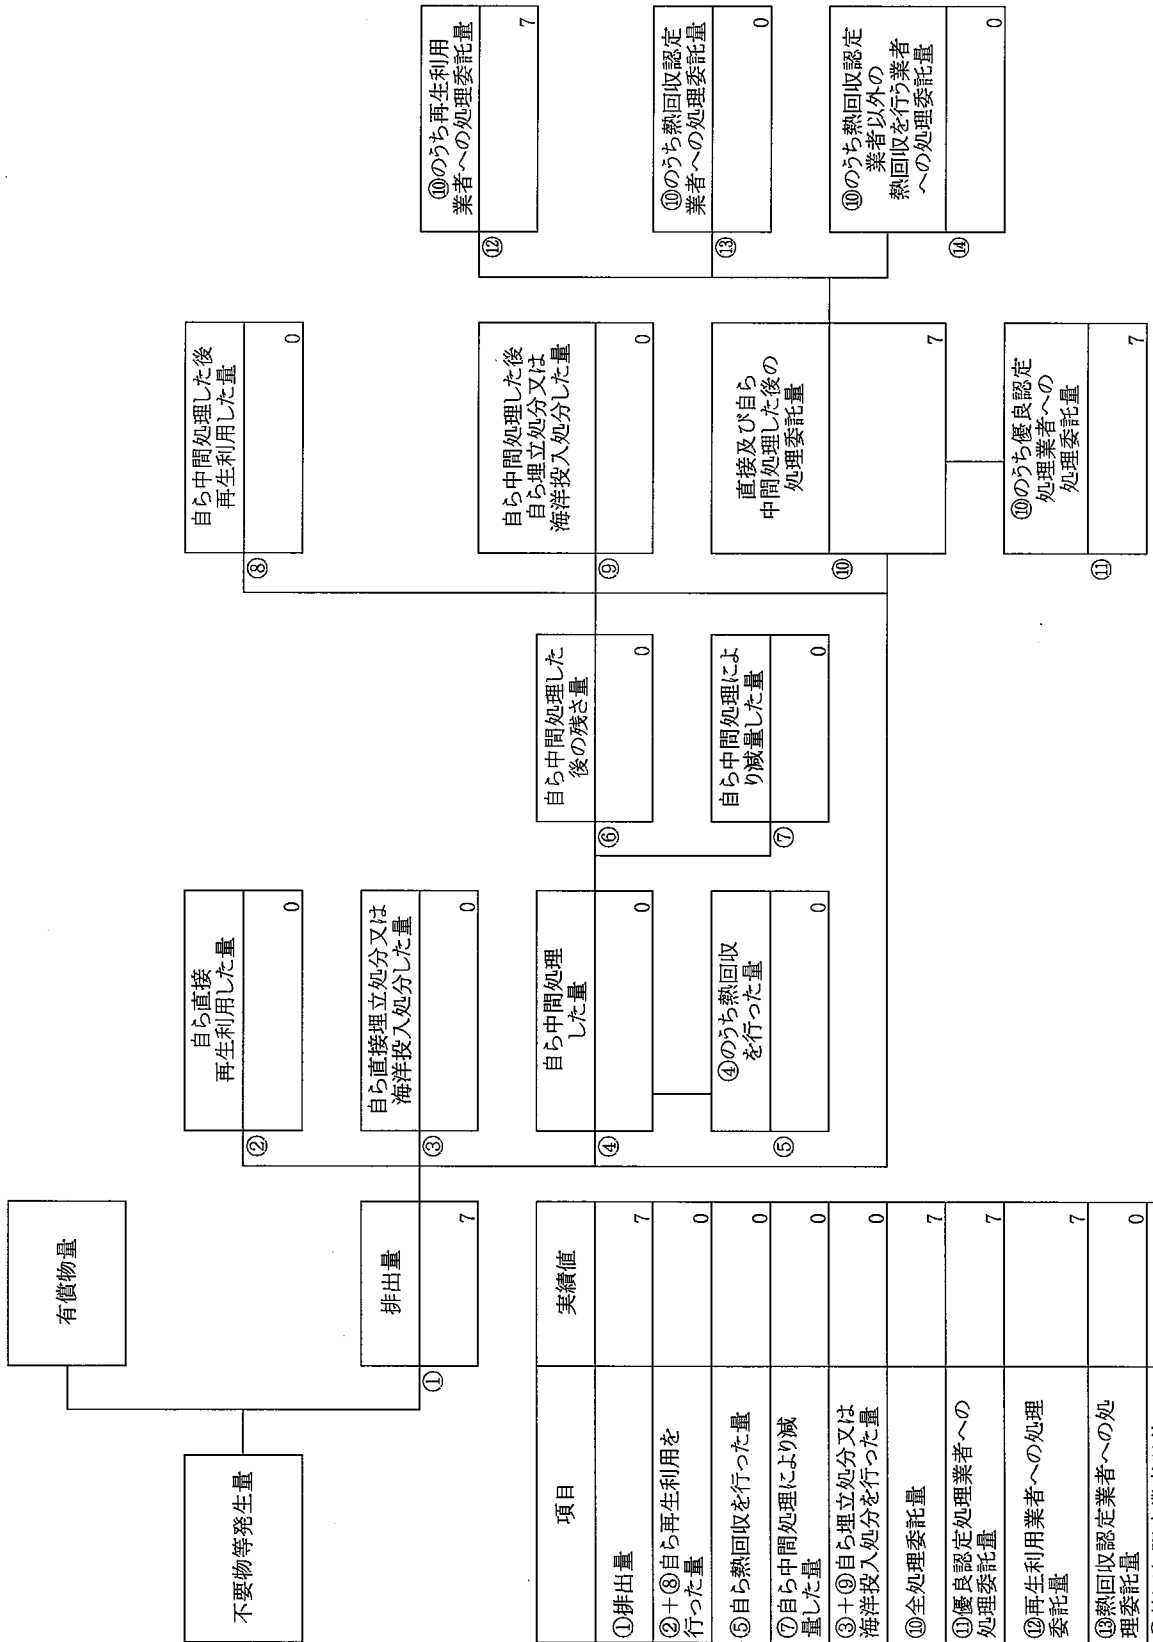 不要物等発生量
有償物量
排出量
①
7
自ら直接
再生利用した量
②
0
自ら直接埋立処分又は
海洋投入処分した量
③
0
自ら中間処理
した量
④
0
④のうち熱回収
を行った量
⑤
0
自ら中間処理した
後の残さ量
⑥
0
自ら中間処理によ
り減量した量
⑦
0
自ら中間処理した後
再生利用した量
⑧
0
自ら中間処理した後
自ら埋立処分又は
海洋投入処分した量
⑨
0
直接及び自ら
中間処理した後の
処理委託量
⑩
7
⑩のうち優良認定
処理業者への
処理委託量
⑪
7
⑩のうち再生利用
業者への処理委託量
⑫
7
⑩のうち熱回収認定
業者への処理委託量
⑬
0
⑩のうち熱回収認定
業者以外の
熱回収を行う業者
への処理委託量
⑭
0
項目 実績値
①排出量 7
②+⑧自ら再生利用を
行った量 0
⑤自ら熱回収を行った量 0
⑦自ら中間処理により減
量した量 0
③+⑨自ら埋立処分又は
海洋投入処分を行った量 0
⑩全処理委託量 7
⑪優良認定処理業者への
処理委託量 7
⑫再生利用業者への処理
委託量 7
⑬熱回収認定業者への処
理委託量 0